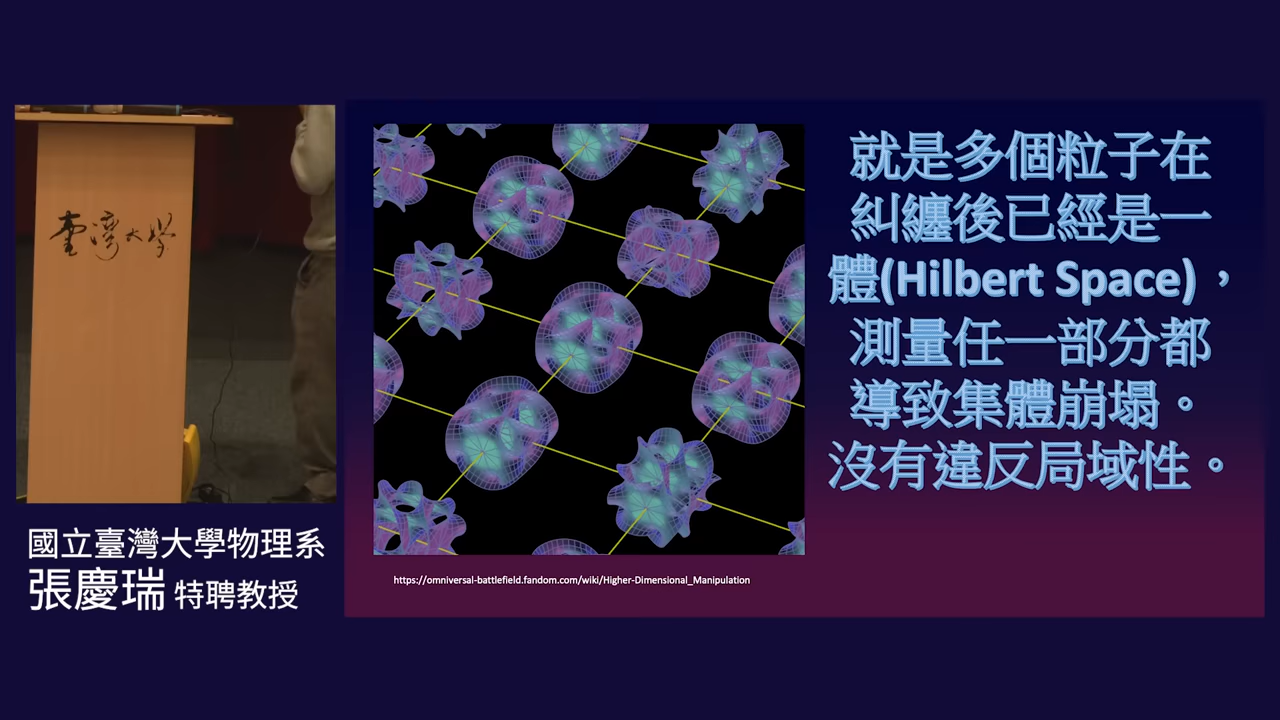 臺灣大學
國立臺灣大學物理系
張慶瑞 特聘教授
就是多個粒子在
糾纏後已經是一
體(Hilbert Space)，
測量任一部分都
導致集體崩塌。
沒有違反局域性。
https://omniversal-battlefield.fandom.com/wiki/Higher-Dimensional_Manipulation